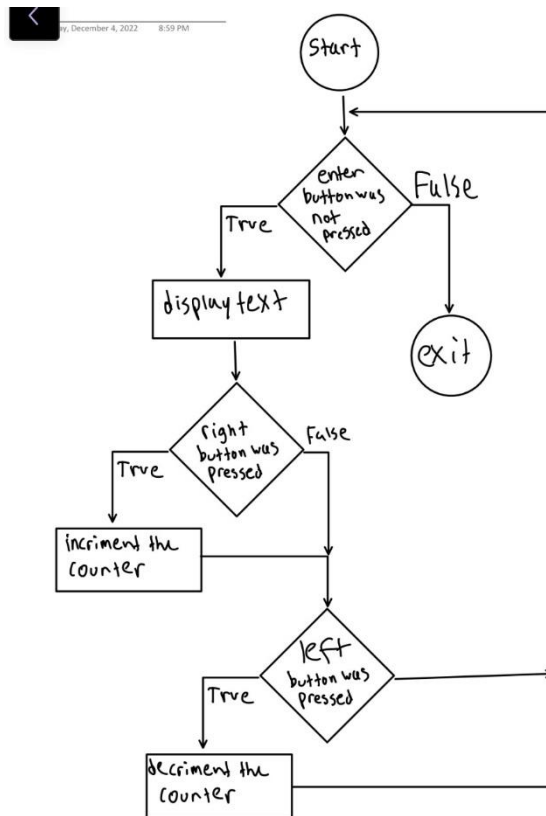 December 4, 2022 8:59 PM
Start
enter
button was
not
pressed
False
True
display text
exit
right
button was
pressed
False
True
incriment the
counter
left
button was
pressed
True
decriment the
counter